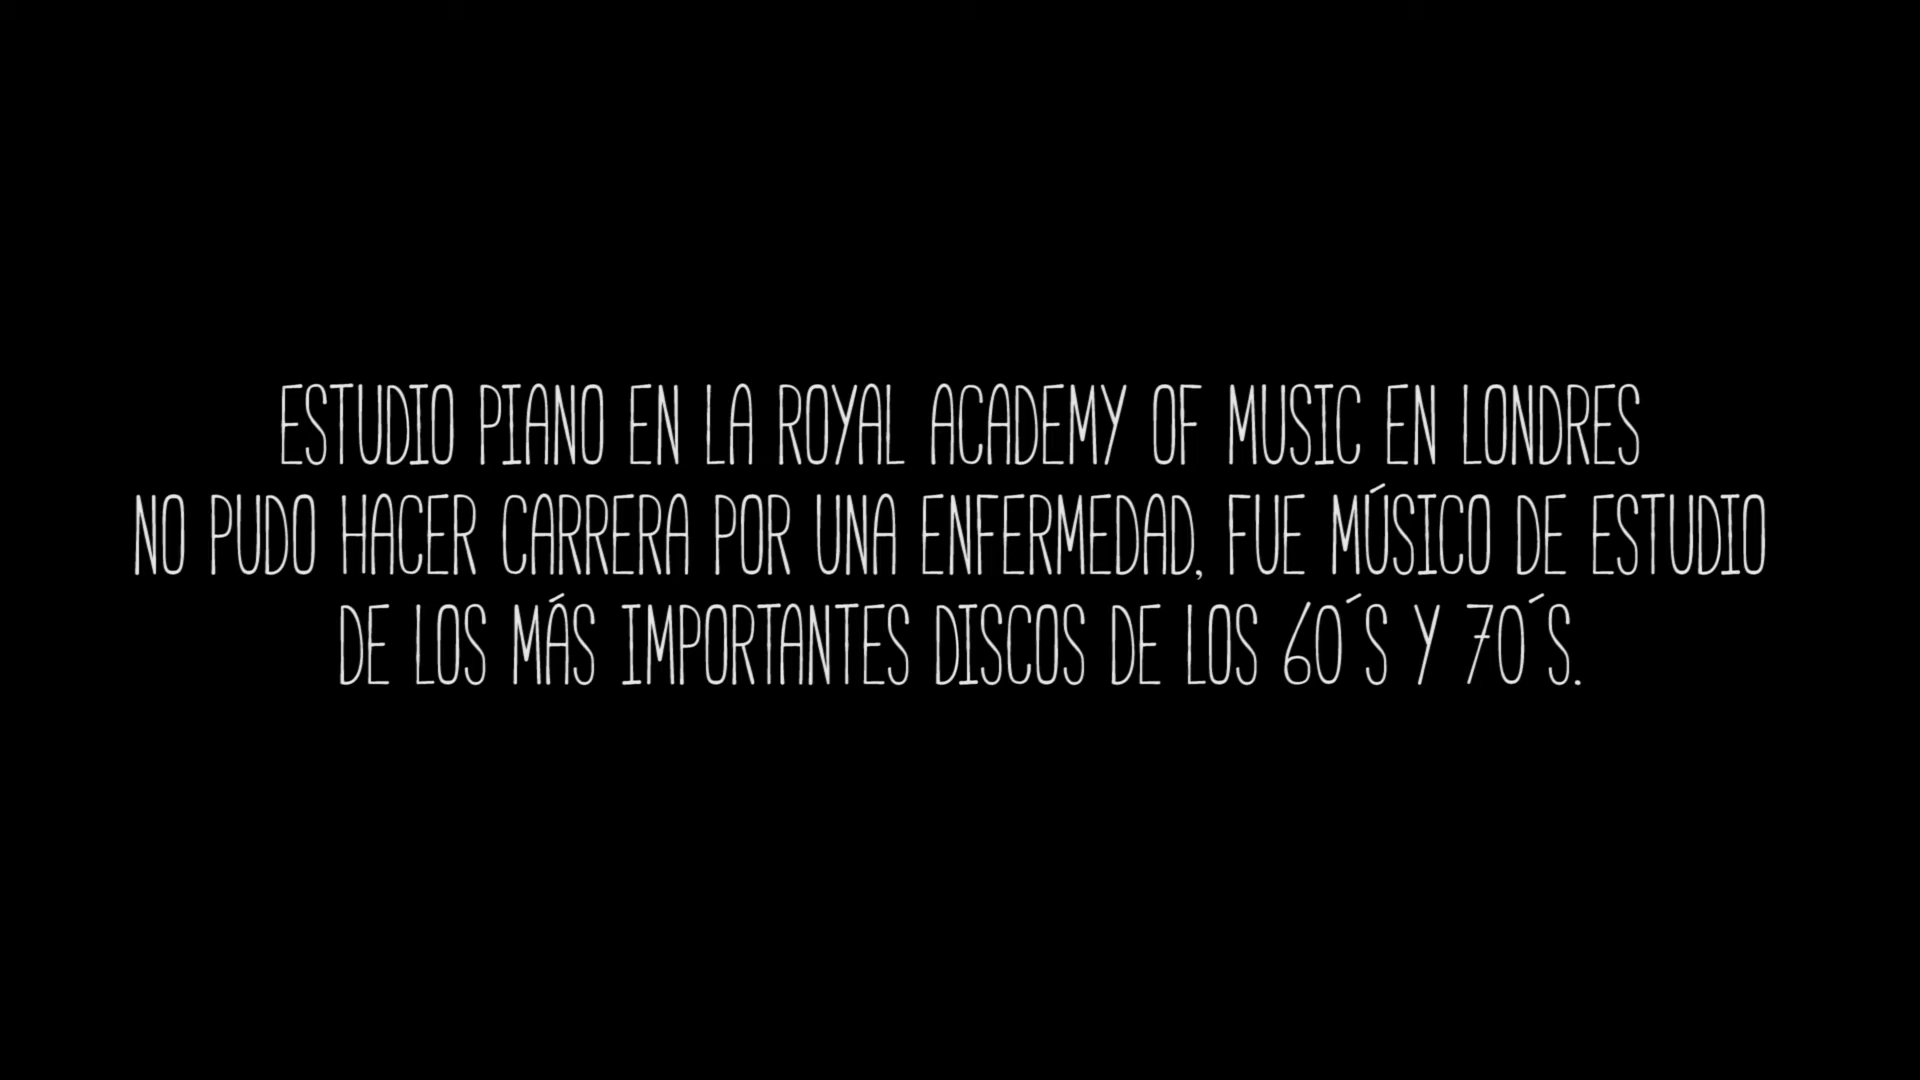 ESTUDIO PIANO EN LA ROYAL ACADEMY OF MUSIC EN LONDRES
NO PUDO HACER CARRERA POR UNA ENFERMEDAD, FUE MÚSICO DE ESTUDIO
DE LOS MÁS IMPORTANTES DISCOS DE LOS 60´S Y 70´S.